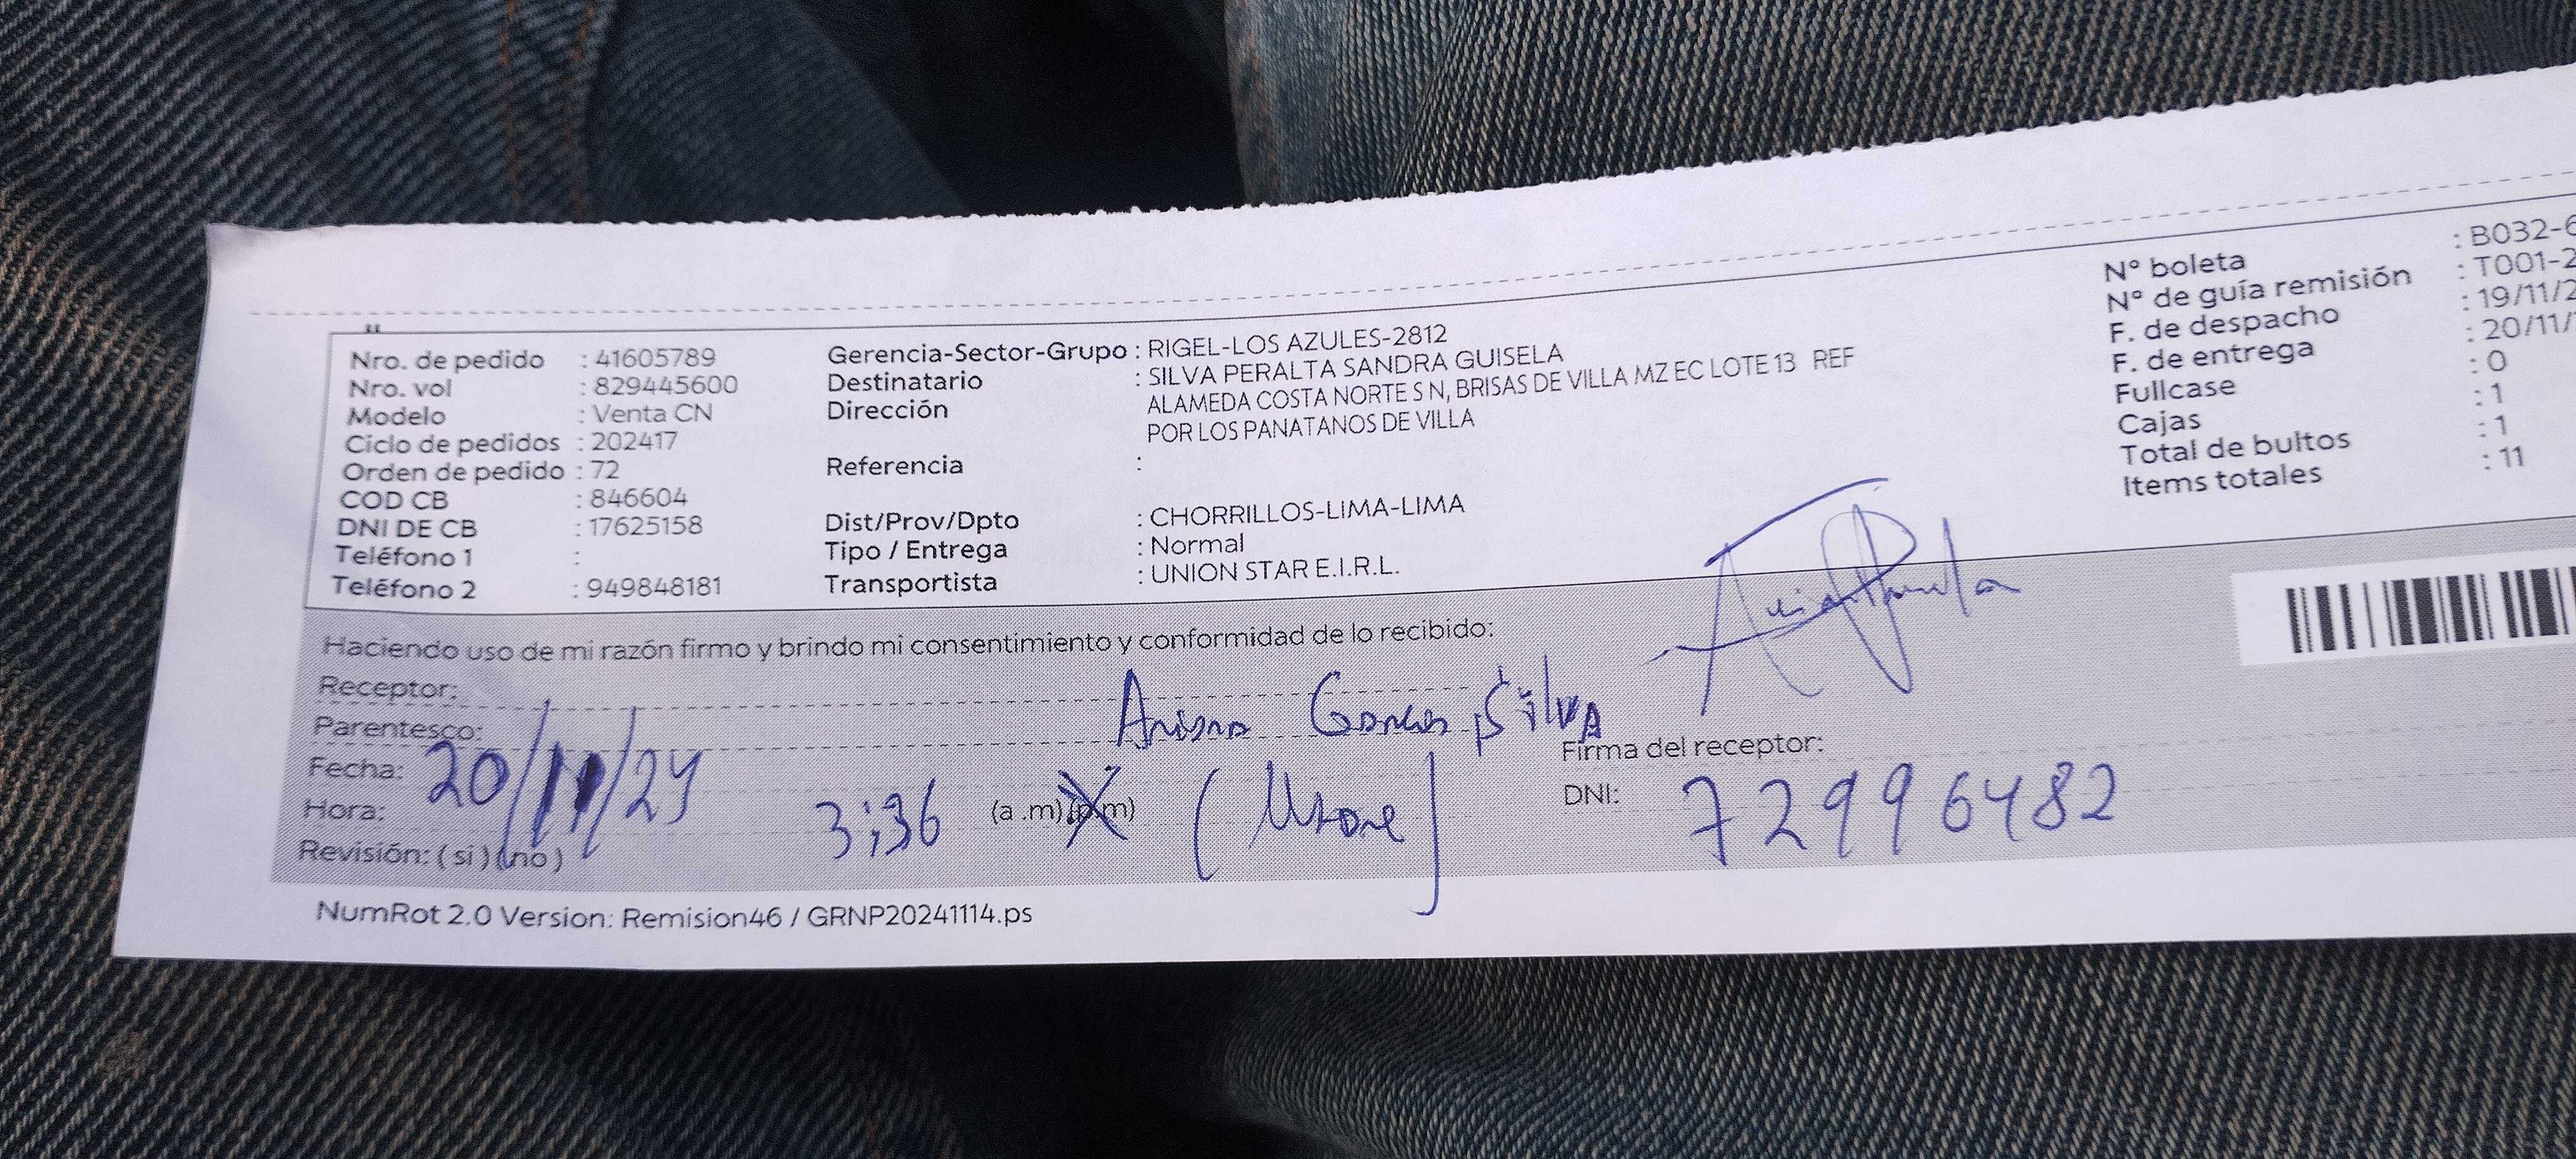 Nro. de pedido : 41605789
Nro. vol : 829445600
Modelo : Venta CN
Ciclo de pedidos : 202417
Orden de pedido : 72
COD CB : 846604
DNI DE CB : 17625158
Teléfono 1 :
Teléfono 2 : 949848181
Gerencia-Sector-Grupo : RIGEL-LOS AZULES-2812
Destinatario : SILVA PERALTA SANDRA GUISELA
Dirección : ALAMEDA COSTA NORTE S N, BRISAS DE VILLA MZ EC LOTE 13 REF
POR LOS PANATANOS DE VILLA
Referencia :
Dist/Prov/Dpto : CHORRILLOS-LIMA-LIMA
Tipo / Entrega : Normal
Transportista : UNION STAR E.I.R.L.
N° boleta : B032-6
N° de guía remisión : T001-2
F. de despacho : 19/11/2
F. de entrega : 20/11/
Fullcase : 0
Cajas : 1
Total de bultos : 1
Items totales : 11
Haciendo uso de mi razón firmo y brindo mi consentimiento y conformidad de lo recibido:
Receptor:
Parentesco: Silva
Fecha: 20/11/24
Hora: 3:36 (a.m)(p.m)
Revisión: (si) (no)
Firma del receptor:
DNI: 72996482
NumRot 2.0 Version: Remision46 / GRNP20241114.ps